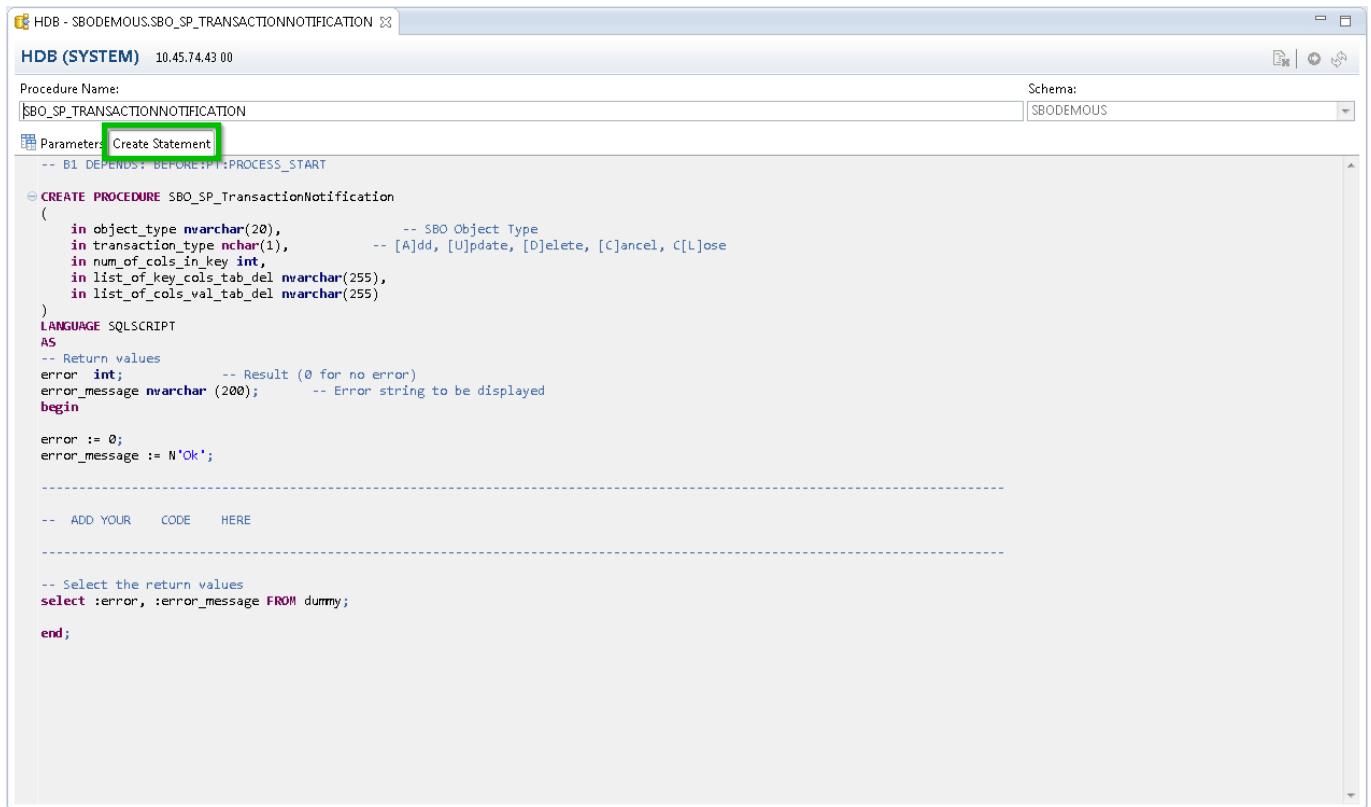 HDB - SBODEMOUS.SBO_SP_TRANSACTIONNOTIFICATION
HDB (SYSTEM) 10.45.74.43 00
Procedure Name: Schema:
SBO_SP_TRANSACTIONNOTIFICATION SBODEMOUS
Parameters Create Statement
-- B1 DEPENDS: BEFORE:PT:PROCESS_START
CREATE PROCEDURE SBO_SP_TransactionNotification
(
in object_type nvarchar(20), -- SBO Object Type
in transaction_type nchar(1), -- [A]dd, [U]pdate, [D]elete, [C]ancel, C[L]ose
in num_of_cols_in_key int,
in list_of_key_cols_tab_del nvarchar(255),
in list_of_cols_val_tab_del nvarchar(255)
)
LANGUAGE SQLSCRIPT
AS
-- Return values
error int; -- Result (0 for no error)
error_message nvarchar (200); -- Error string to be displayed
begin
error := 0;
error_message := N'Ok';
--------------------------------------------------------------------------------------------------------------------------------
-- ADD YOUR CODE HERE
--------------------------------------------------------------------------------------------------------------------------------
-- Select the return values
select :error, :error_message FROM dummy;
end;